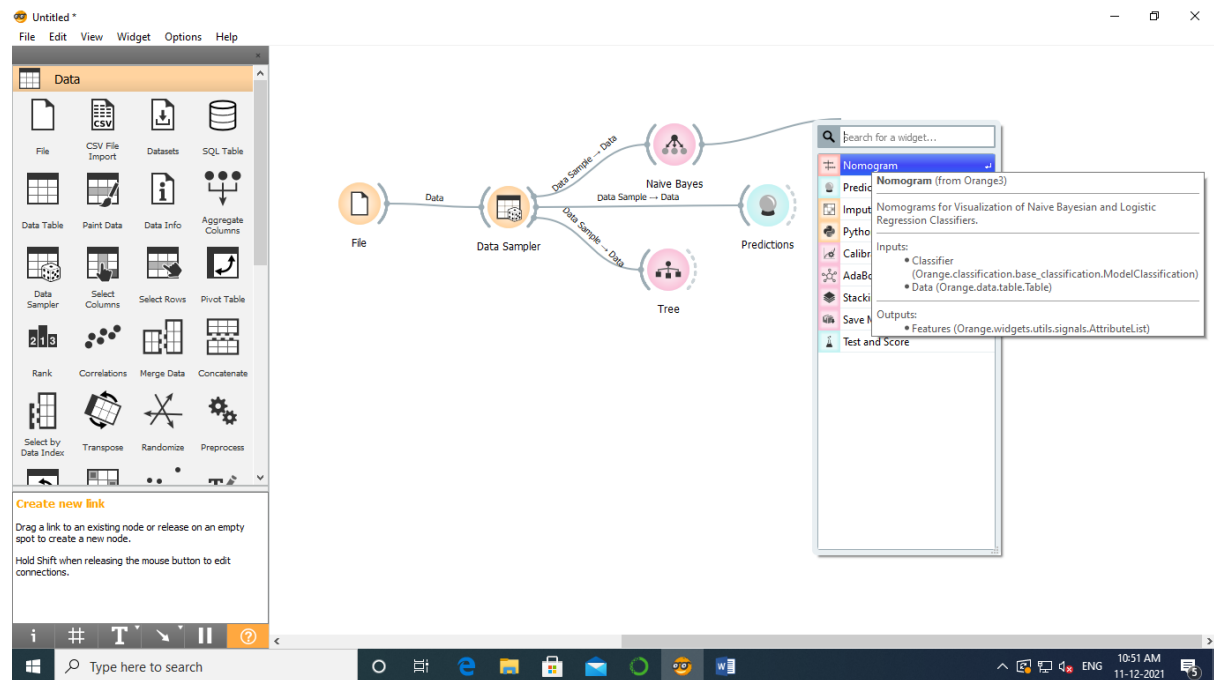 Untitled *
File Edit View Widget Options Help
Data
File
CSV File
Import
Datasets
SQL Table
Data Table
Paint Data
Data Info
Aggregate
Columns
Data
Sampler
Select
Columns
Select Rows
Pivot Table
Rank
Correlations
Merge Data
Concatenate
Select by
Data Index
Transpose
Randomize
Preprocess
Create new link
Drag a link to an existing node or release on an empty
spot to create a new node.
Hold Shift when releasing the mouse button to edit
connections.
File
Data
Data Sampler
Data Sample → Data
Naive Bayes
Data Sample → Data
Predictions
Data Sample → Data
Tree
Search for a widget...
Nomogram
Predic
Imput
Pytho
Calibr
AdaBo
Stacki
Save M
Test and Score
Nomogram (from Orange3)
Nomograms for Visualization of Naive Bayesian and Logistic
Regression Classifiers.
Inputs:
• Classifier
(Orange.classification.base_classification.ModelClassification)
• Data (Orange.data.table.Table)
Outputs:
• Features (Orange.widgets.utils.signals.AttributeList)
Type here to search
ENG
10:51 AM
11-12-2021
5